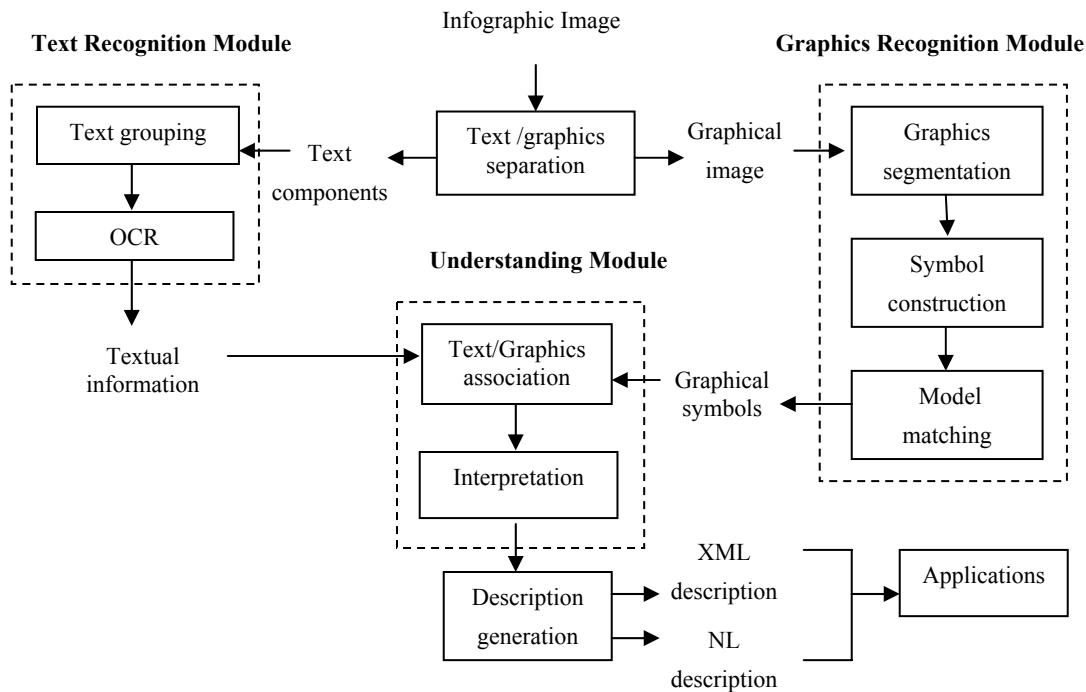 Infographic Image
Text Recognition Module
Graphics Recognition Module
Text grouping
OCR
Text
components
Text /graphics
separation
Graphical
image
Graphics
segmentation
Symbol
construction
Model
matching
Textual
information
Understanding Module
Text/Graphics
association
Graphical
symbols
Interpretation
Description
generation
XML
description
NL
description
Applications